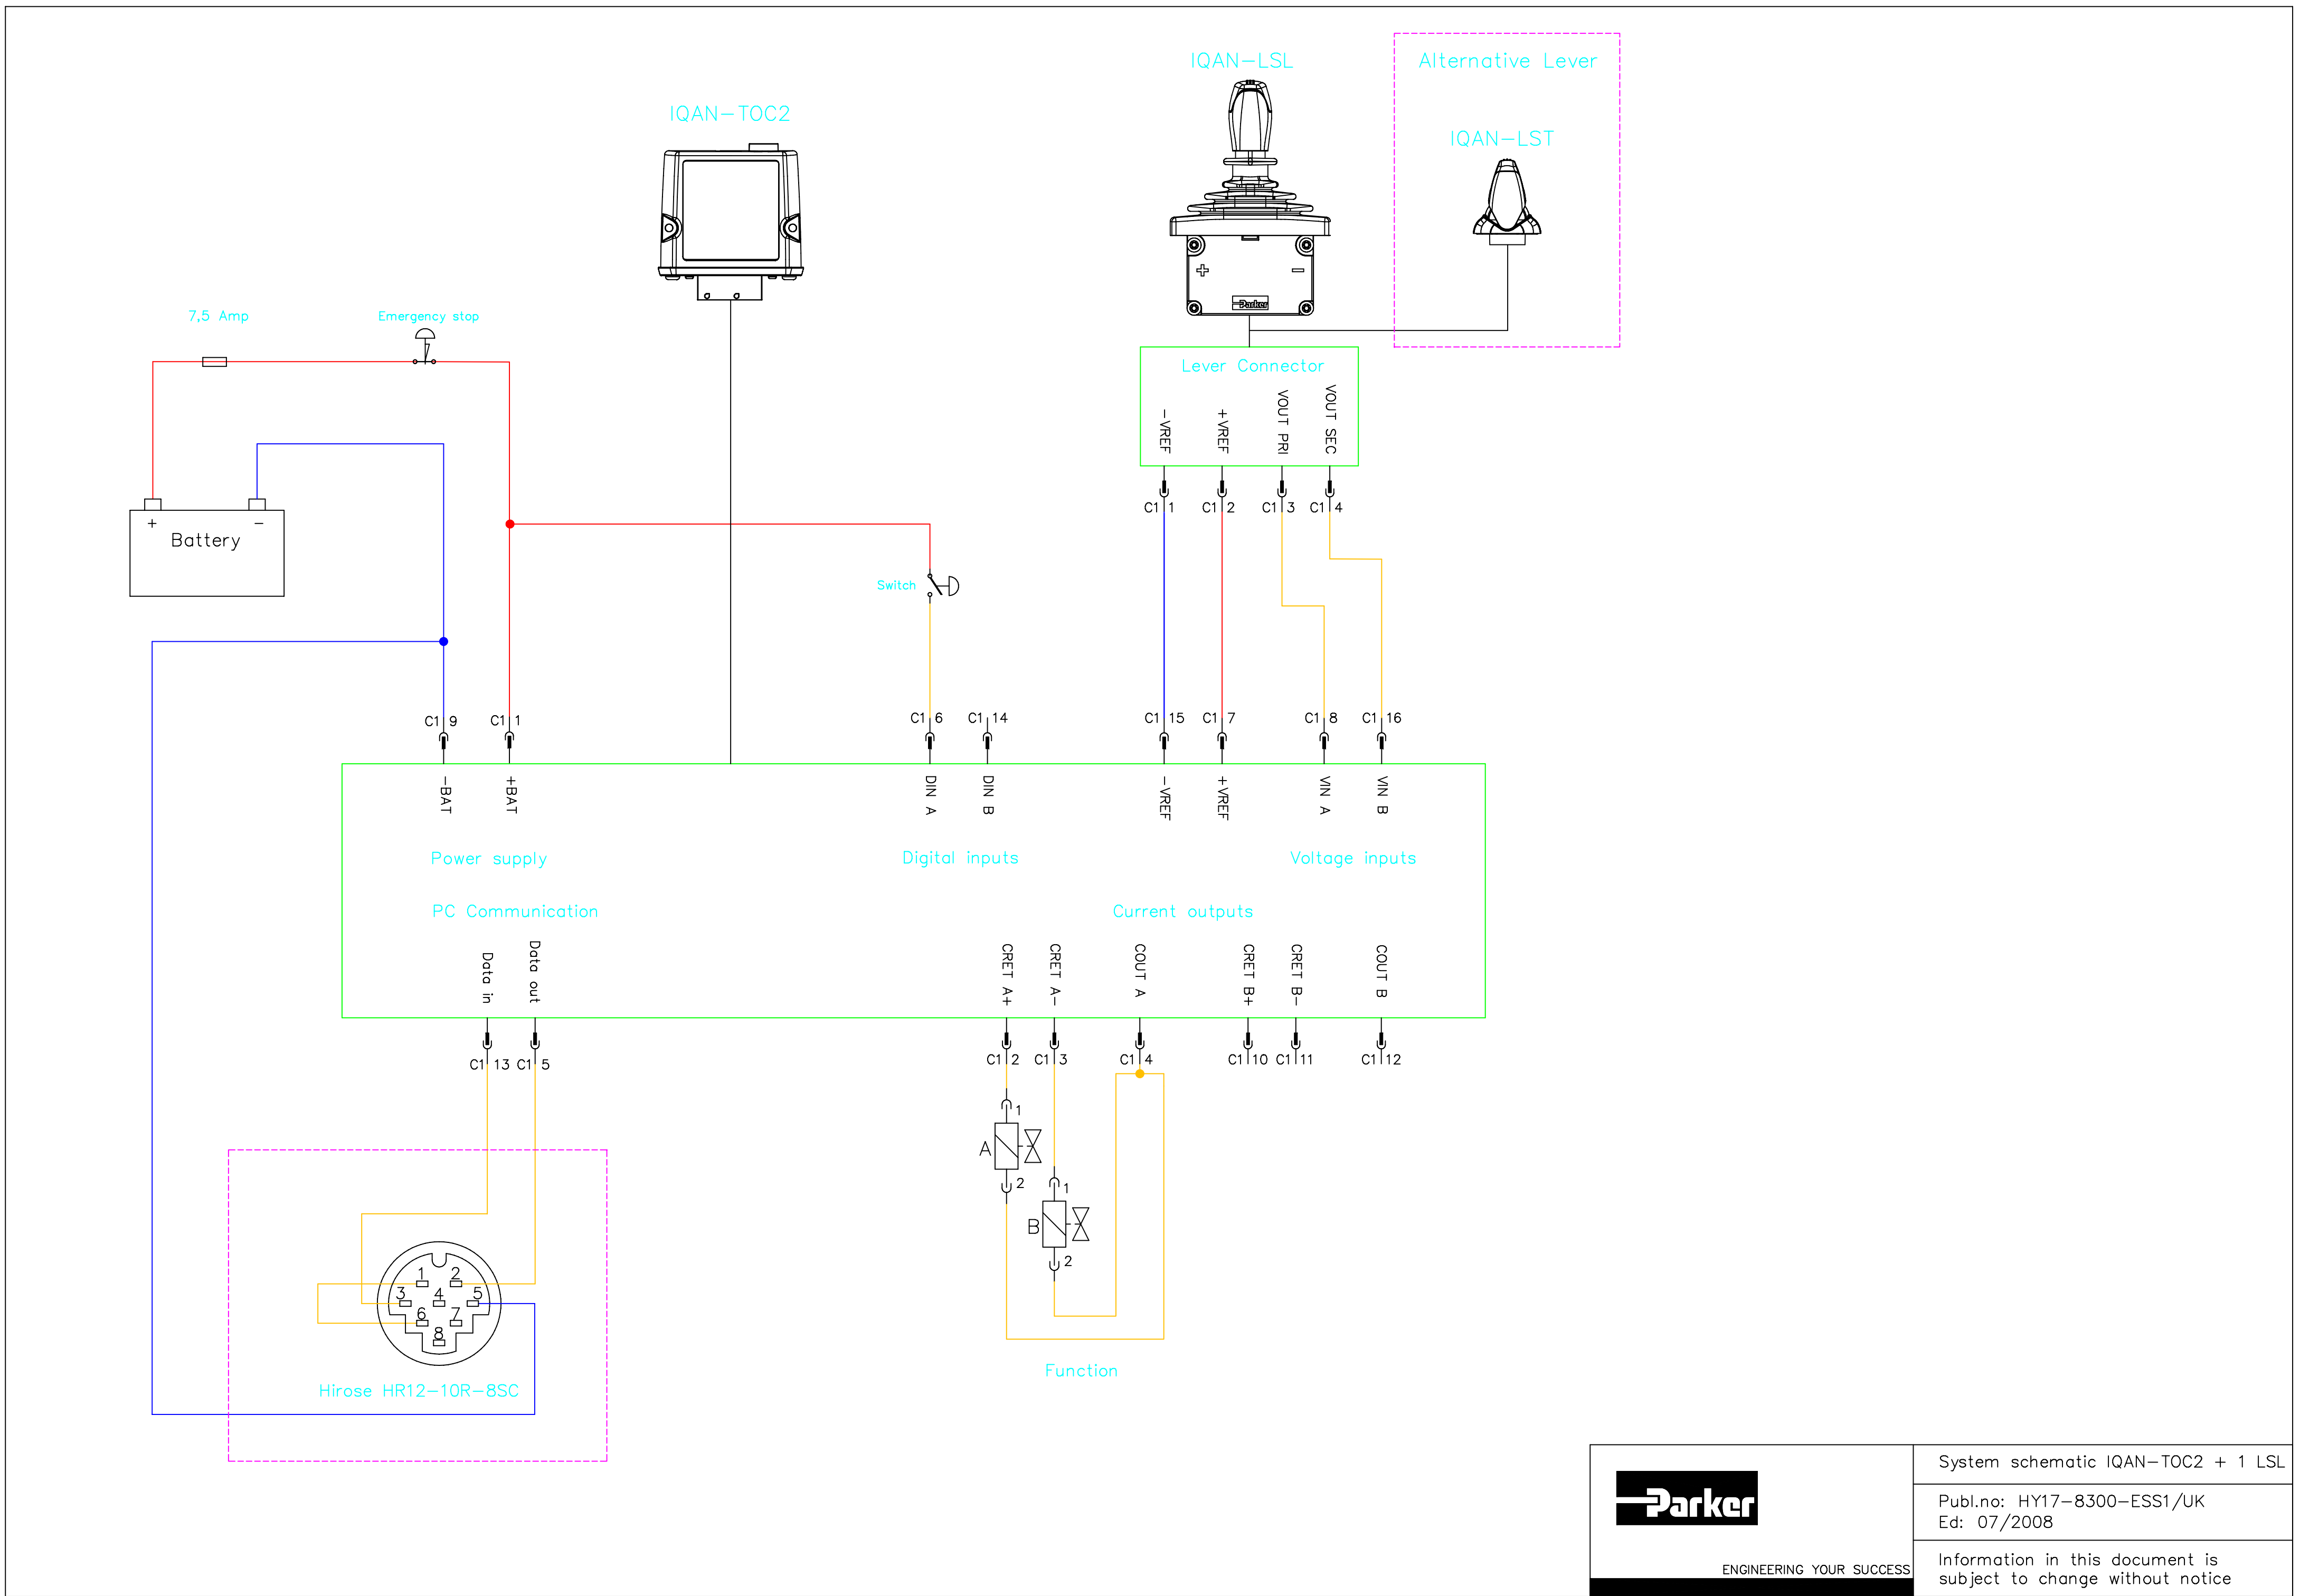 IQAN-LSL
Alternative Lever
IQAN-TOC2
IQAN-LST
+ −
Parker
7,5 Amp
Emergency stop
Lever Connector
-VREF
+VREF
VOUT PRI
VOUT SEC
C1 1
C1 2
C1 3
C1 4
+ −
Battery
Switch
C1 9
C1 1
C1 6
C1 14
C1 15
C1 7
C1 8
C1 16
-BAT
+BAT
DIN A
DIN B
-VREF
+VREF
VIN A
VIN B
Power supply
Digital inputs
Voltage inputs
PC Communication
Current outputs
Data in
Data out
CRET A+
CRET A-
COUT A
CRET B+
CRET B-
COUT B
C1 13
C1 5
C1 2
C1 3
C1 4
C1 10
C1 11
C1 12
1
A
2
1
B
2
1 2
3 4 5
6 7
8
Function
Hirose HR12-10R-8SC
Parker
ENGINEERING YOUR SUCCESS
System schematic IQAN-TOC2 + 1 LSL
Publ.no: HY17-8300-ESS1/UK
Ed: 07/2008
Information in this document is
subject to change without notice